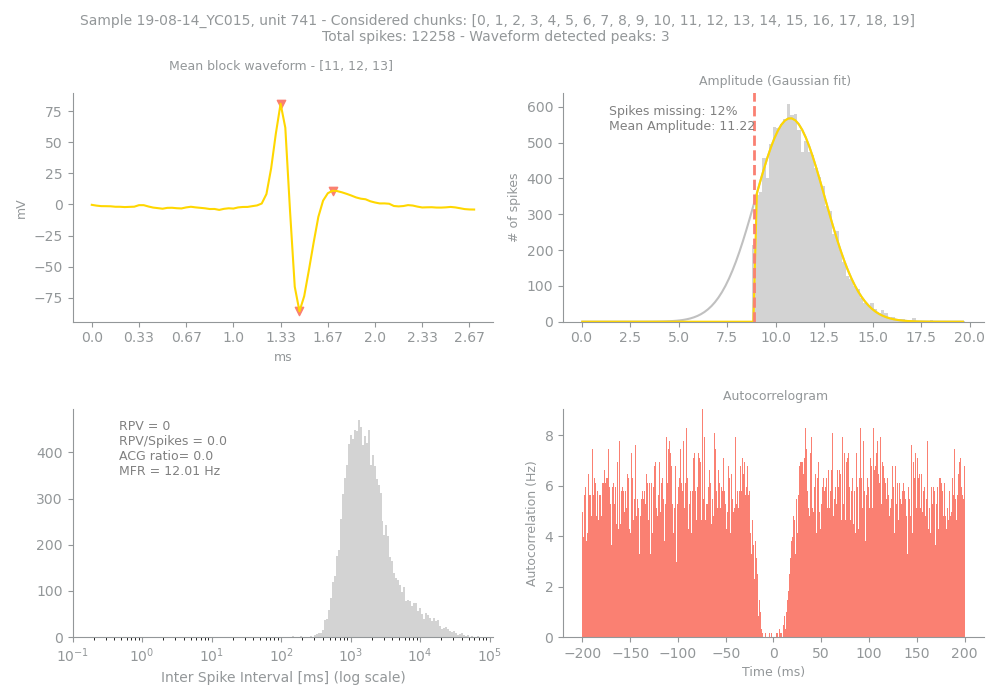 Sample 19-08-14_YC015, unit 741 - Considered chunks: [0, 1, 2, 3, 4, 5, 6, 7, 8, 9, 10, 11, 12, 13, 14, 15, 16, 17, 18, 19]
Total spikes: 12258 - Waveform detected peaks: 3
Mean block waveform - [11, 12, 13]
75
50
25
0
−25
−50
−75
mV
0.0 0.33 0.67 1.0 1.33 1.67 2.0 2.33 2.67
ms
Amplitude (Gaussian fit)
Spikes missing: 12%
Mean Amplitude: 11.22
600
500
400
300
200
100
0
# of spikes
0.0 2.5 5.0 7.5 10.0 12.5 15.0 17.5 20.0
RPV = 0
RPV/Spikes = 0.0
ACG ratio= 0.0
MFR = 12.01 Hz
400
300
200
100
0
10⁻¹ 10⁰ 10¹ 10² 10³ 10⁴ 10⁵
Inter Spike Interval [ms] (log scale)
Autocorrelogram
8
6
4
2
0
Autocorrelation (Hz)
−200 −150 −100 −50 0 50 100 150 200
Time (ms)